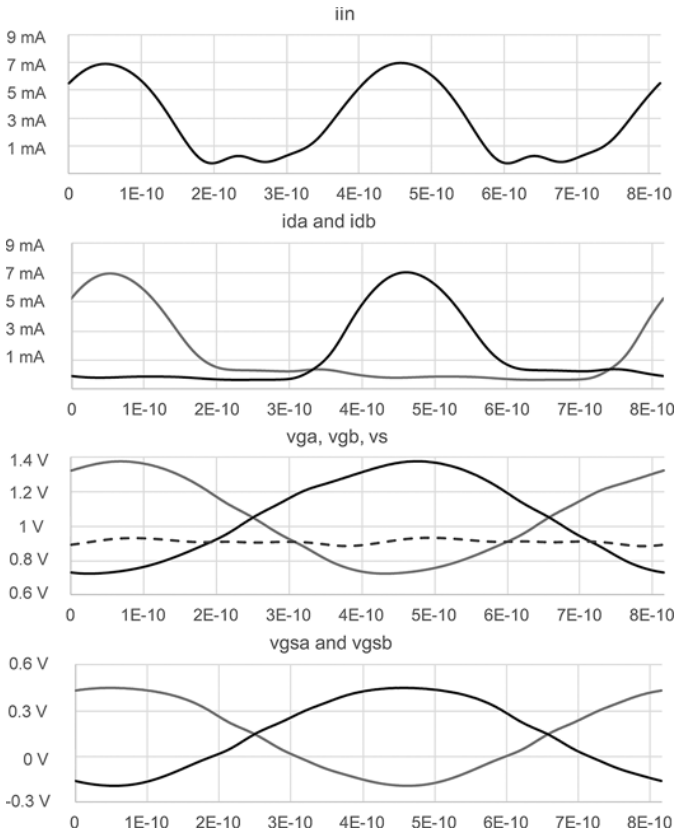 iin
9 mA
7 mA
5 mA
3 mA
1 mA
0 1E-10 2E-10 3E-10 4E-10 5E-10 6E-10 7E-10 8E-10
ida and idb
9 mA
7 mA
5 mA
3 mA
1 mA
0 1E-10 2E-10 3E-10 4E-10 5E-10 6E-10 7E-10 8E-10
vga, vgb, vs
1.4 V
1.2 V
1 V
0.8 V
0.6 V
0 1E-10 2E-10 3E-10 4E-10 5E-10 6E-10 7E-10 8E-10
vgsa and vgsb
0.6 V
0.3 V
0 V
-0.3 V
0 1E-10 2E-10 3E-10 4E-10 5E-10 6E-10 7E-10 8E-10